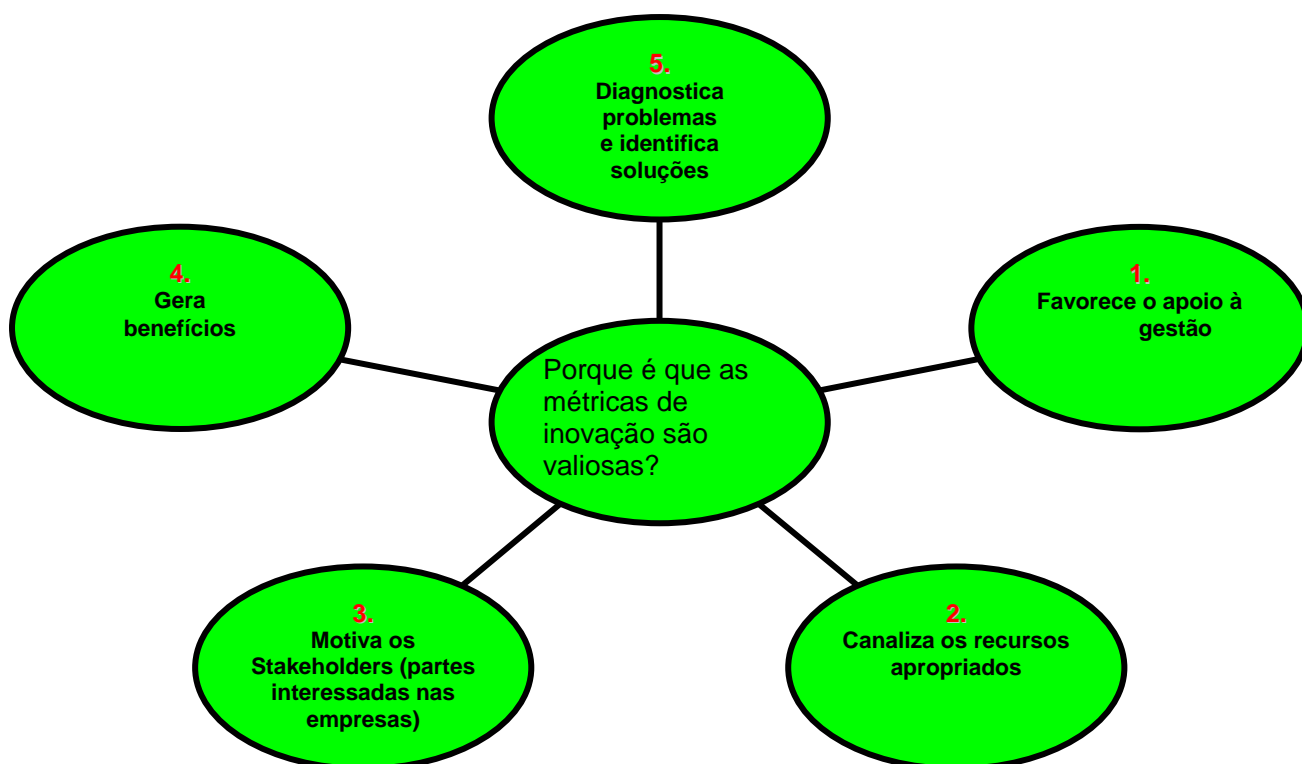 5.
Diagnostica
problemas
e identifica
soluções
4.
Gera
benefícios
1.
Favorece o apoio à
gestão
Porque é que as
métricas de
inovação são
valiosas?
3.
Motiva os
Stakeholders (partes
interessadas nas
empresas)
2.
Canaliza os recursos
apropriados